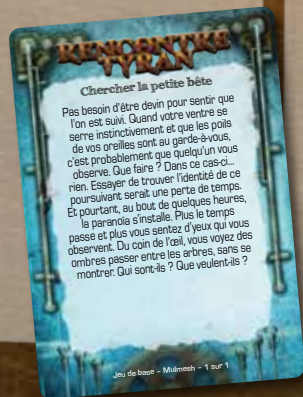 RENCONTRE
TYRAN
Chercher la petite bête
Pas besoin d'être devin pour sentir que
l'on est suivi. Quand votre ventre se
serre instinctivement et que les poils
de vos oreilles sont au garde-à-vous,
c'est probablement que quelqu'un vous
observe. Que faire ? Dans ce cas-ci...
rien. Essayer de trouver l'identité de ce
poursuivant serait une perte de temps.
Et pourtant, au bout de quelques heures,
la paranoïa s'installe. Plus le temps
passe et plus vous sentez d'yeux qui vous
observent. Du coin de l'œil, vous voyez des
ombres passer entre les arbres, sans se
montrer. Qui sont-ils ? Que veulent-ils ?
Jeu de base - Mulmesh - 1 sur 1